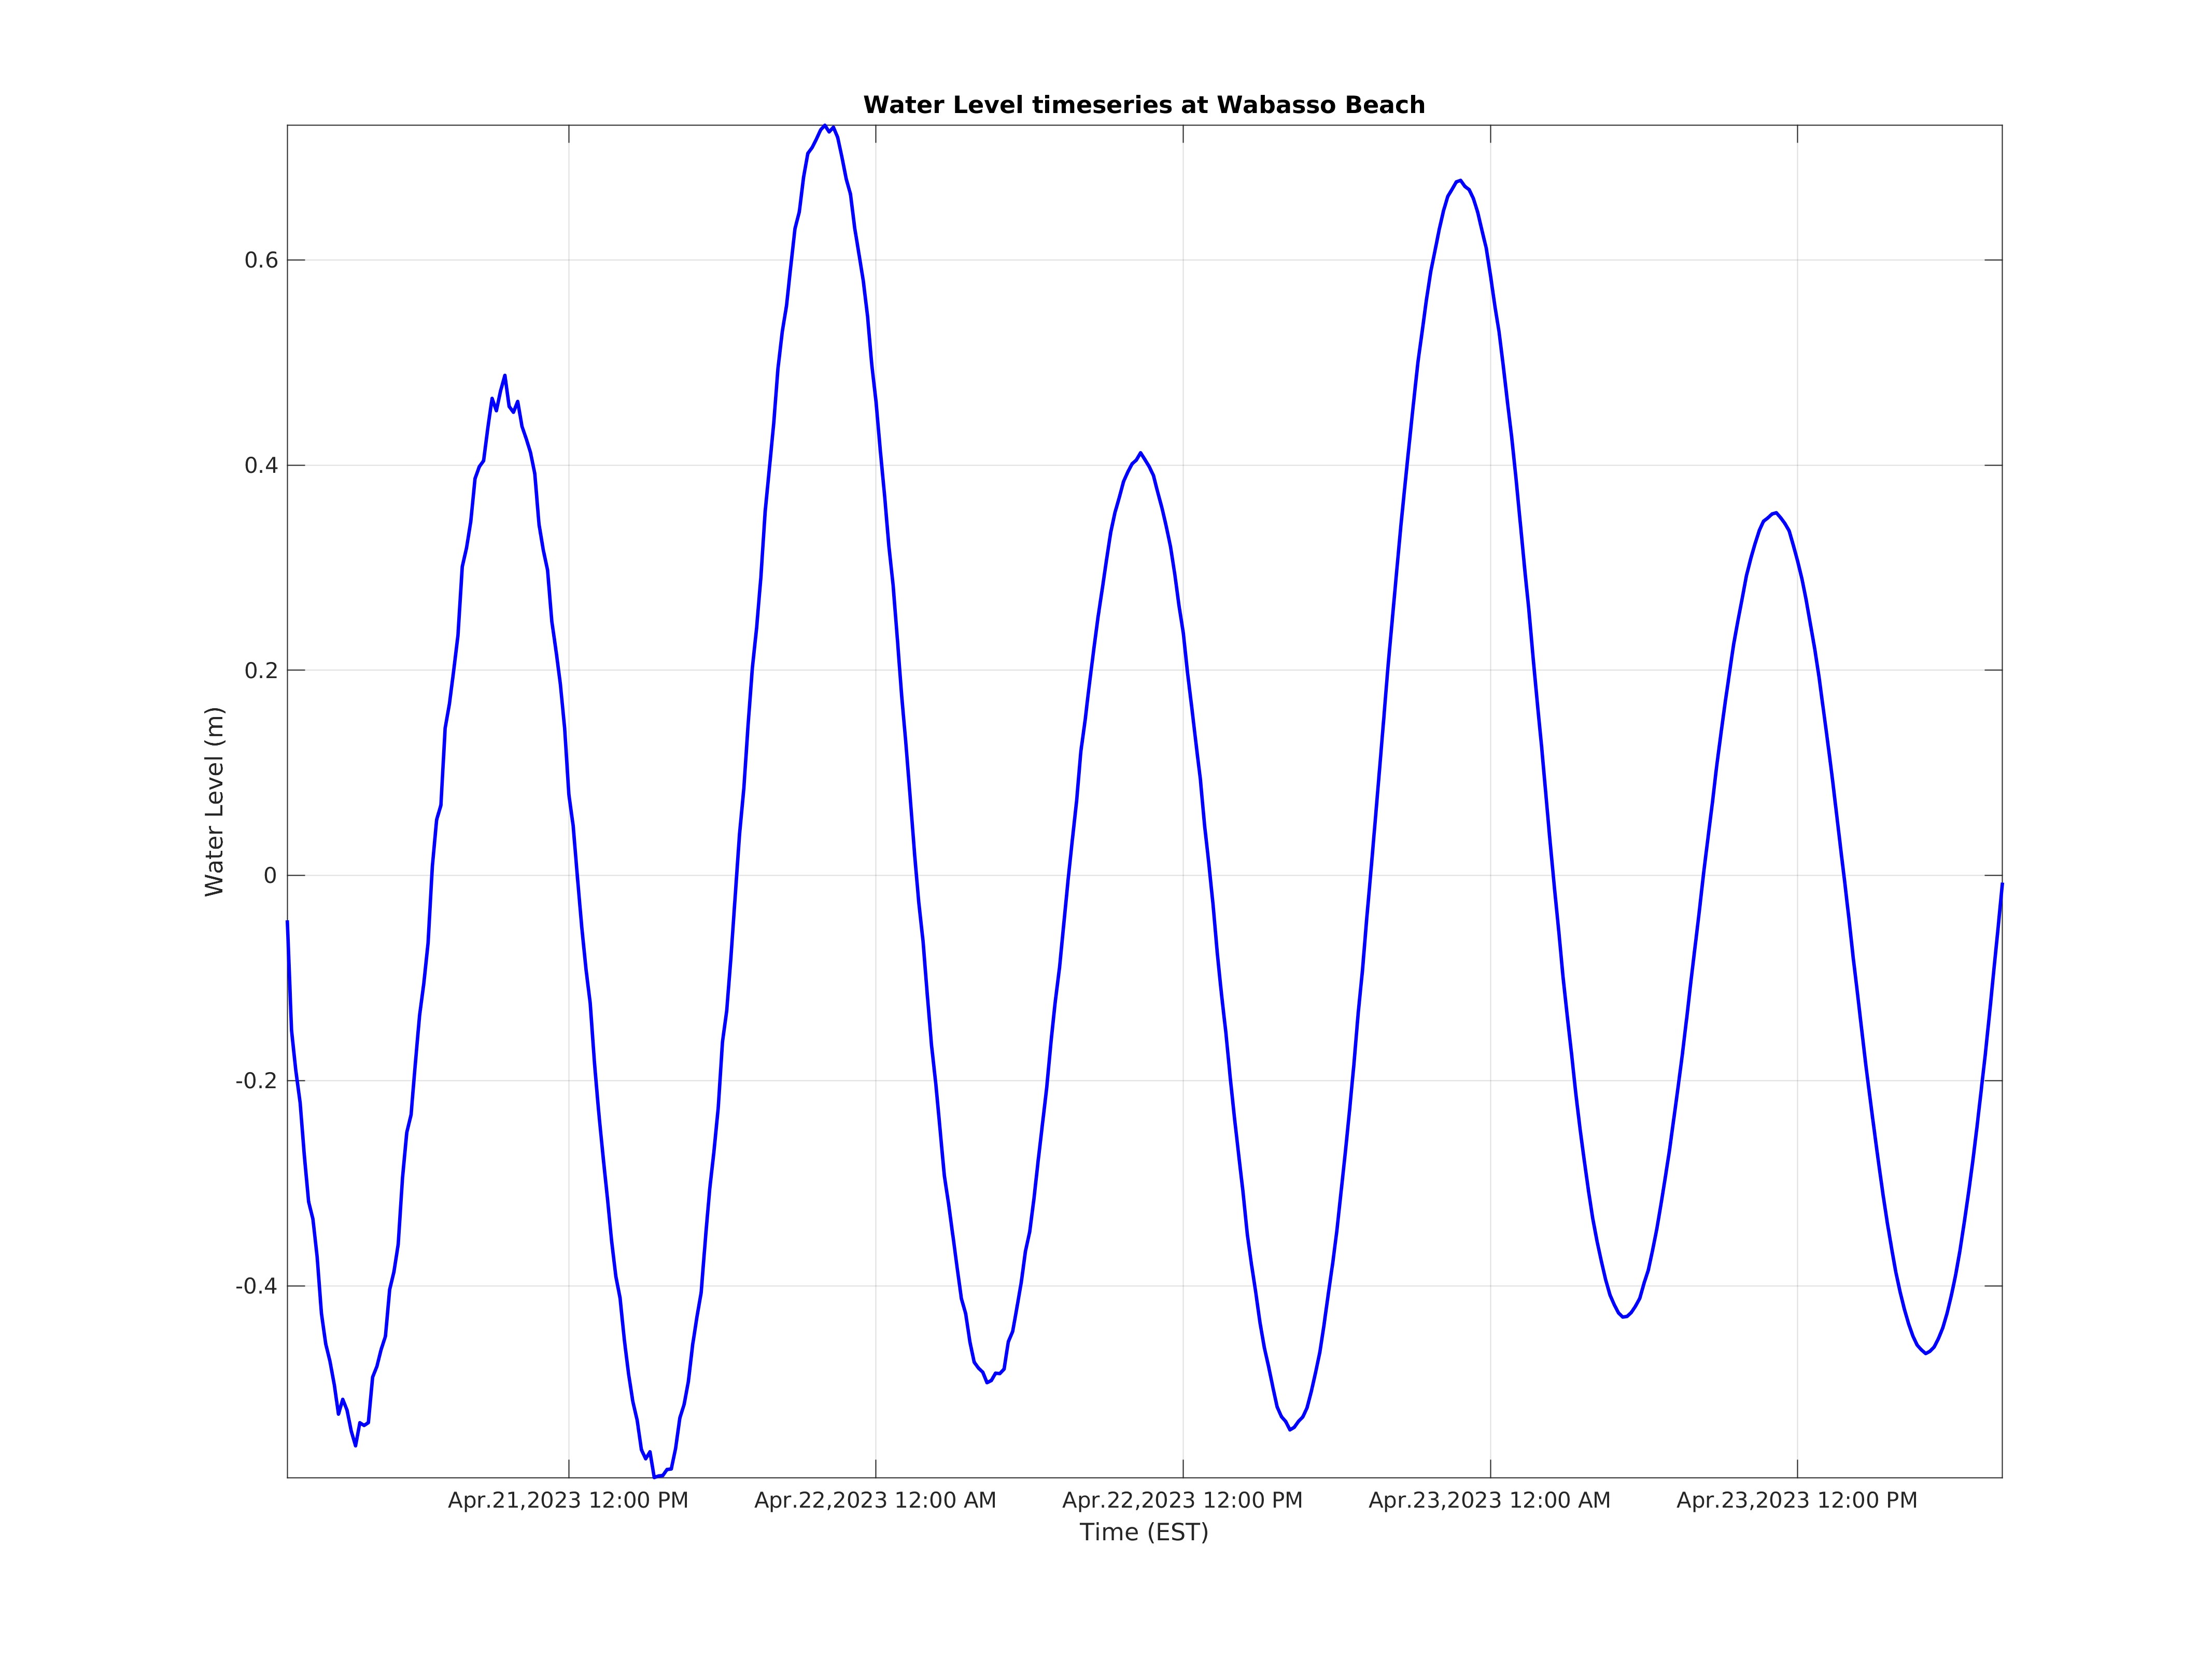 Water Level timeseries at Wabasso Beach
0.6
0.4
0.2
0
-0.2
-0.4
Water Level (m)
Apr.21,2023 12:00 PM
Apr.22,2023 12:00 AM
Apr.22,2023 12:00 PM
Apr.23,2023 12:00 AM
Apr.23,2023 12:00 PM
Time (EST)